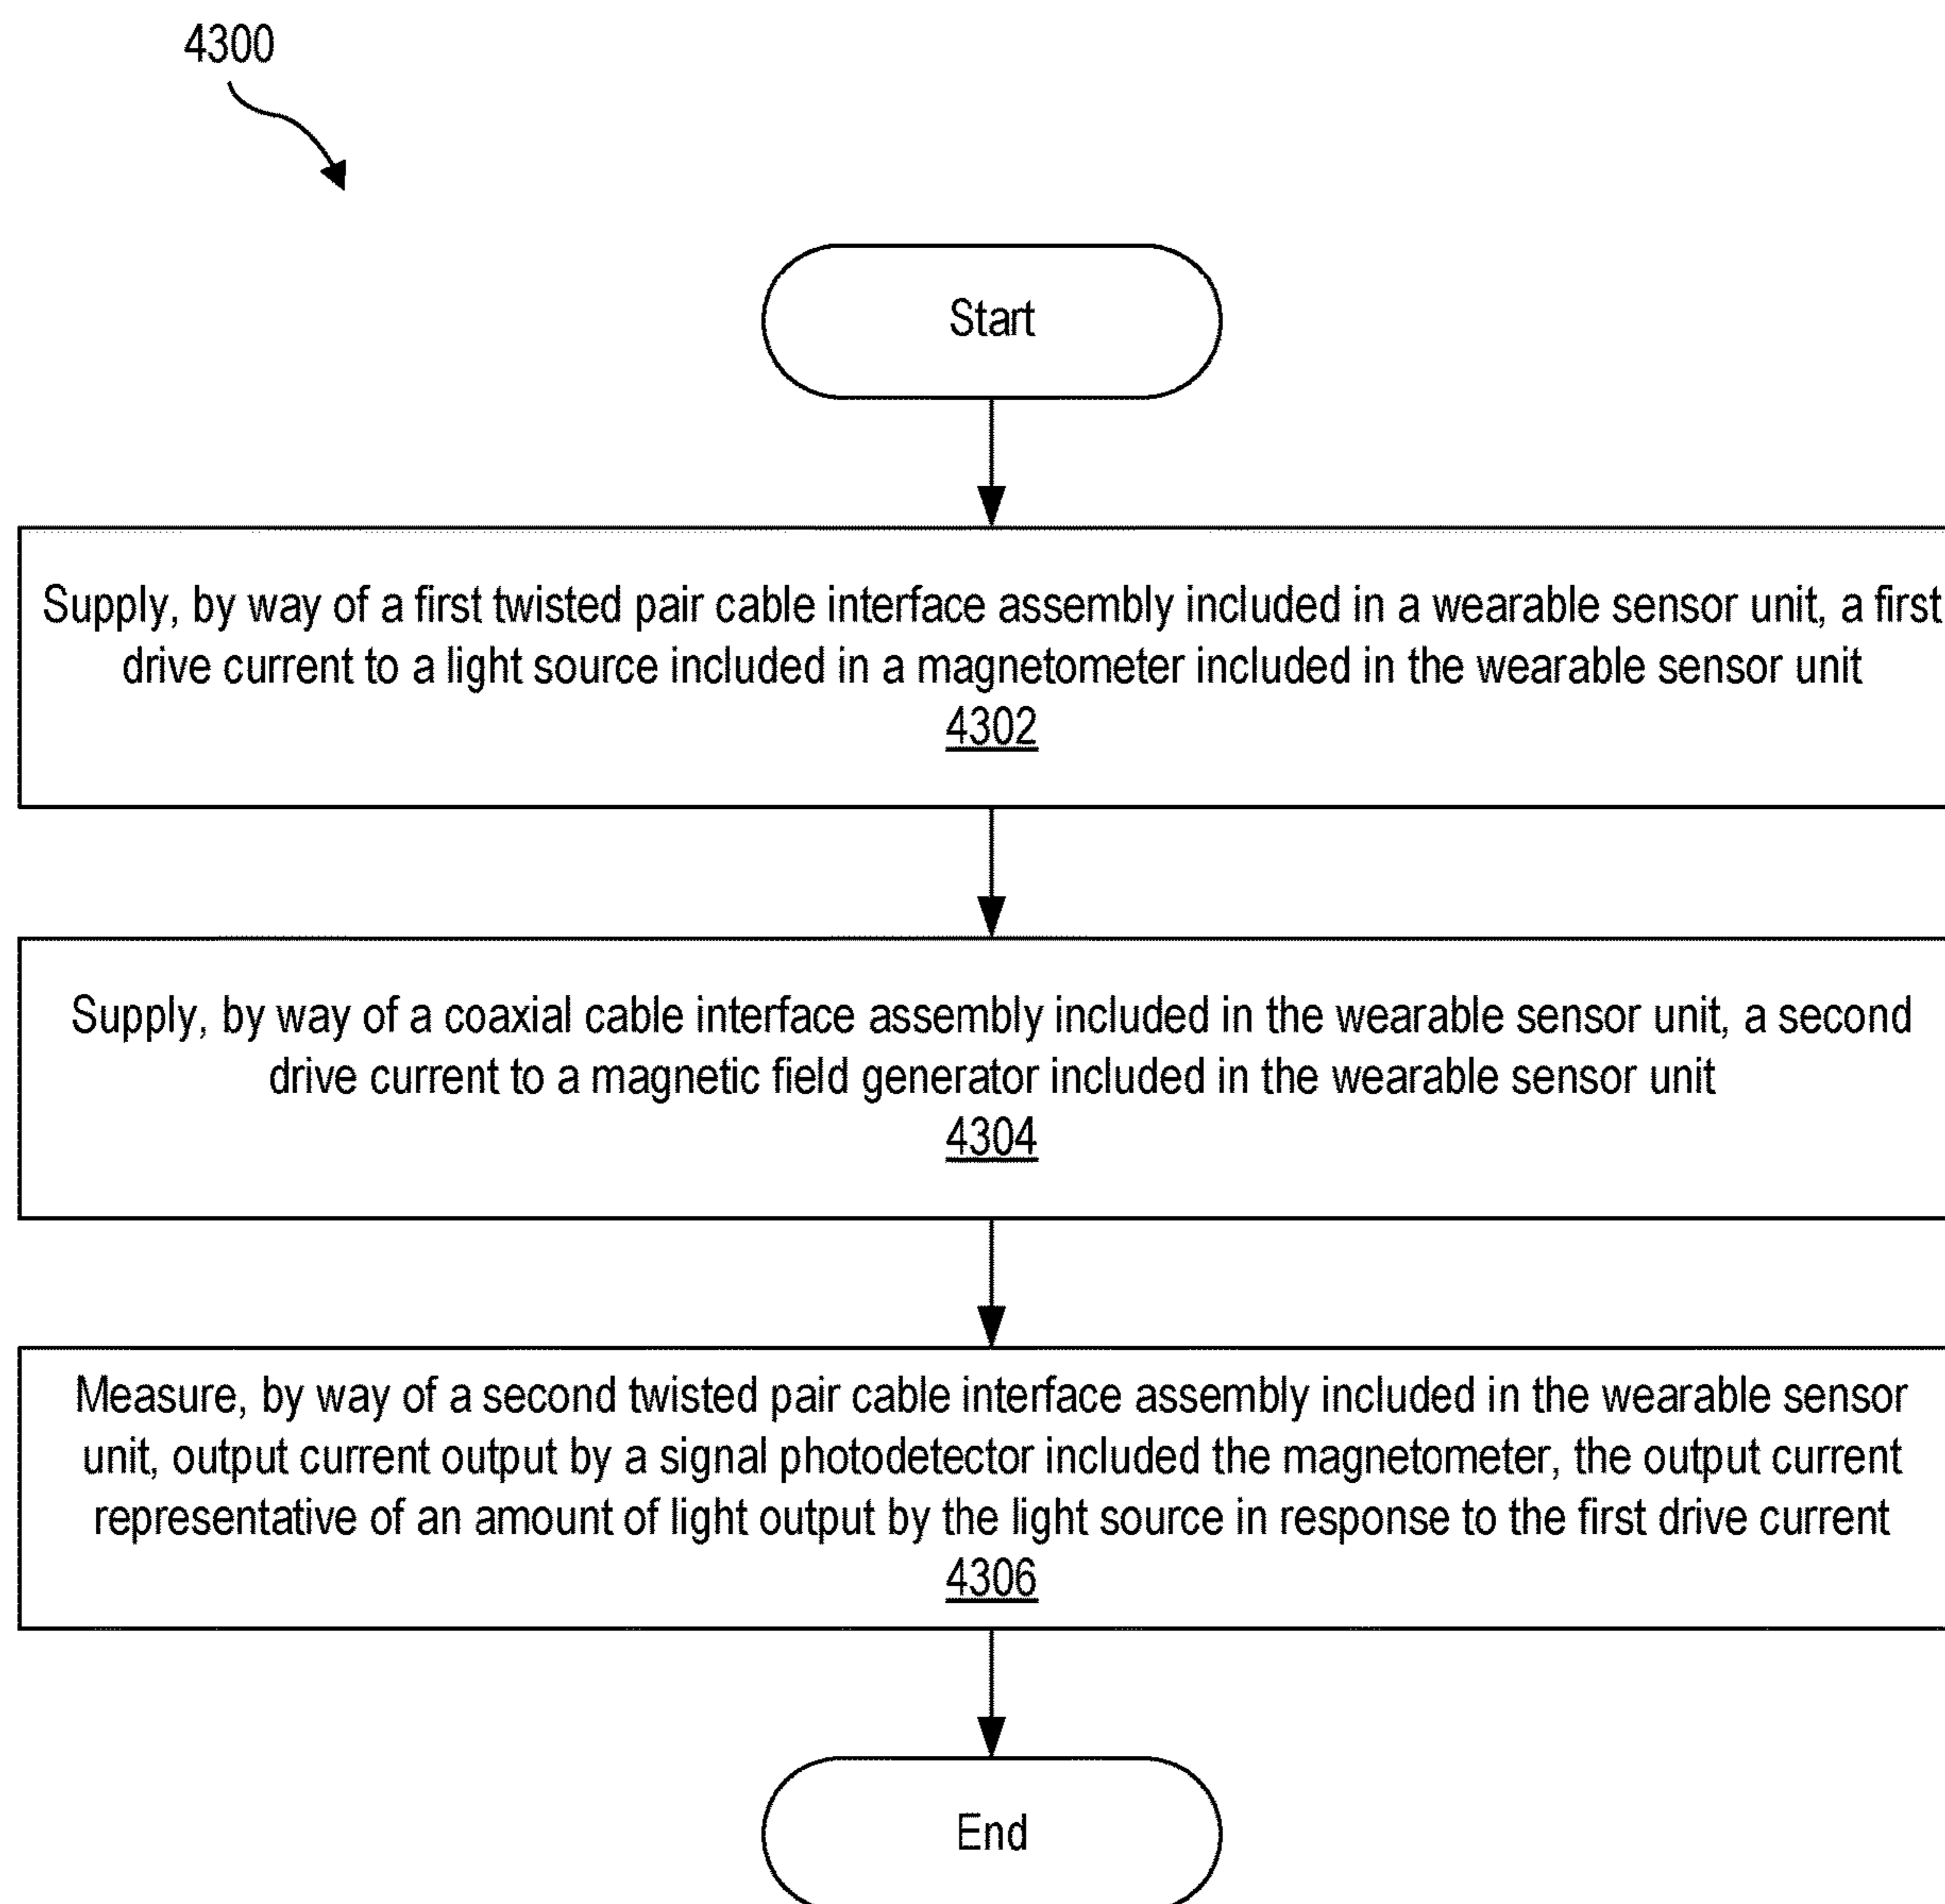 4300
Start
Supply, by way of a first twisted pair cable interface assembly included in a wearable sensor unit, a first
drive current to a light source included in a magnetometer included in the wearable sensor unit
4302
Supply, by way of a coaxial cable interface assembly included in the wearable sensor unit, a second
drive current to a magnetic field generator included in the wearable sensor unit
4304
Measure, by way of a second twisted pair cable interface assembly included in the wearable sensor
unit, output current output by a signal photodetector included the magnetometer, the output current
representative of an amount of light output by the light source in response to the first drive current
4306
End